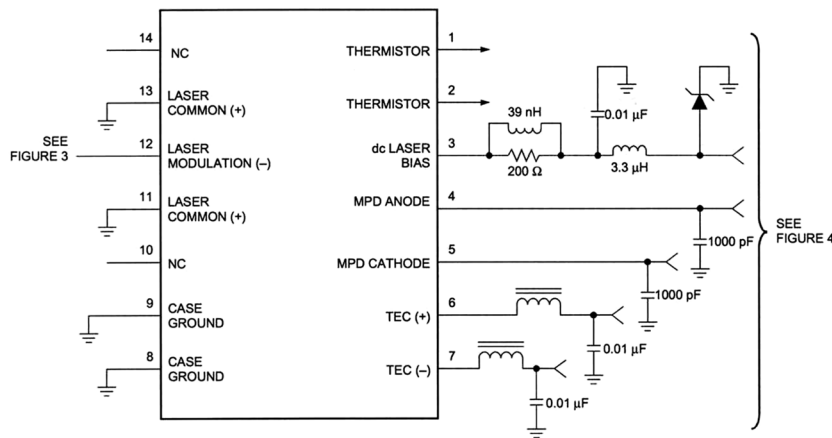 14
NC
13
LASER
COMMON (+)
SEE
FIGURE 3
12
LASER
MODULATION (–)
11
LASER
COMMON (+)
10
NC
9
CASE
GROUND
8
CASE
GROUND
1
THERMISTOR
2
THERMISTOR
3
dc LASER
BIAS
39 nH
200 Ω
0.01 µF
3.3 µH
4
MPD ANODE
1000 pF
5
MPD CATHODE
1000 pF
6
TEC (+)
0.01 µF
7
TEC (–)
0.01 µF
SEE
FIGURE 4